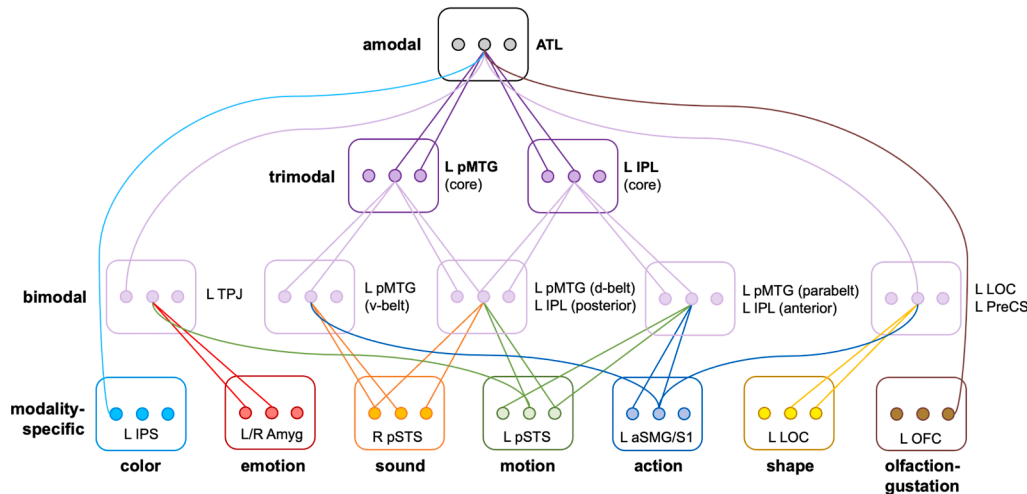 amodal
ATL
trimodal
L pMTG
(core)
L IPL
(core)
bimodal
L TPJ
L pMTG
(v-belt)
L pMTG (d-belt)
L IPL (posterior)
L pMTG (parabelt)
L IPL (anterior)
L LOC
L PreCS
modality-
specific
L IPS
L/R Amyg
R pSTS
L pSTS
L aSMG/S1
L LOC
L OFC
color
emotion
sound
motion
action
shape
olfaction-
gustation